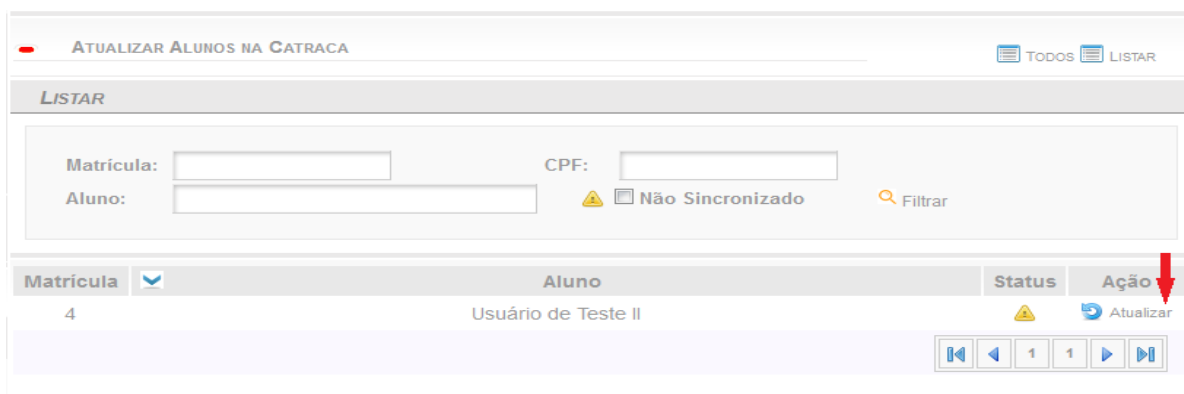 ATUALIZAR ALUNOS NA CATRACA
TODOS LISTAR
LISTAR
Matrícula: CPF:
Aluno: Não Sincronizado Filtrar
Matrícula Aluno Status Ação
4 Usuário de Teste II Atualizar
1 1